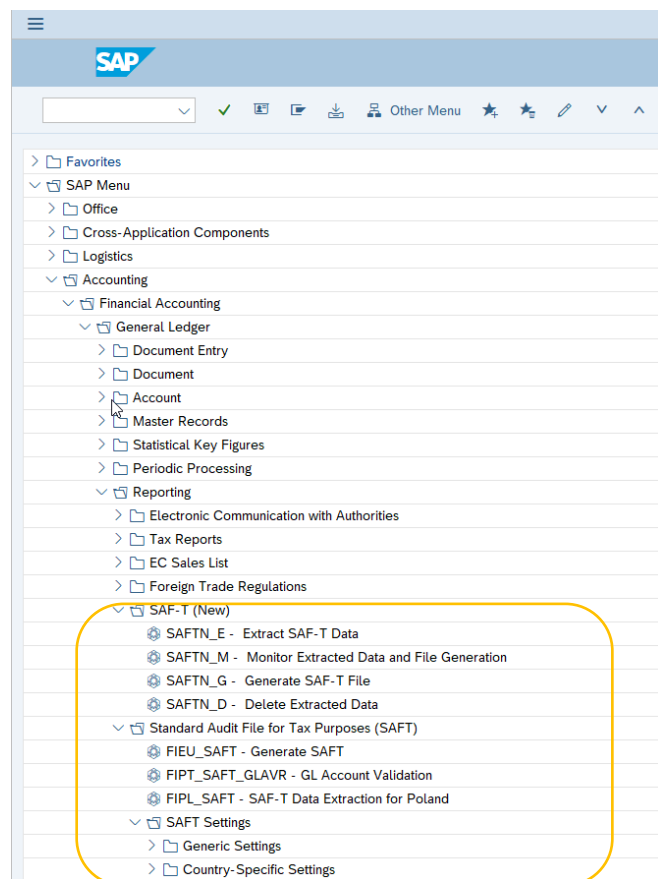 SAP
Other Menu
Favorites
SAP Menu
Office
Cross-Application Components
Logistics
Accounting
Financial Accounting
General Ledger
Document Entry
Document
Account
Master Records
Statistical Key Figures
Periodic Processing
Reporting
Electronic Communication with Authorities
Tax Reports
EC Sales List
Foreign Trade Regulations
SAF-T (New)
SAFTN_E - Extract SAF-T Data
SAFTN_M - Monitor Extracted Data and File Generation
SAFTN_G - Generate SAF-T File
SAFTN_D - Delete Extracted Data
Standard Audit File for Tax Purposes (SAFT)
FIEU_SAFT - Generate SAFT
FIPT_SAFT_GLAVR - GL Account Validation
FIPL_SAFT - SAF-T Data Extraction for Poland
SAFT Settings
Generic Settings
Country-Specific Settings